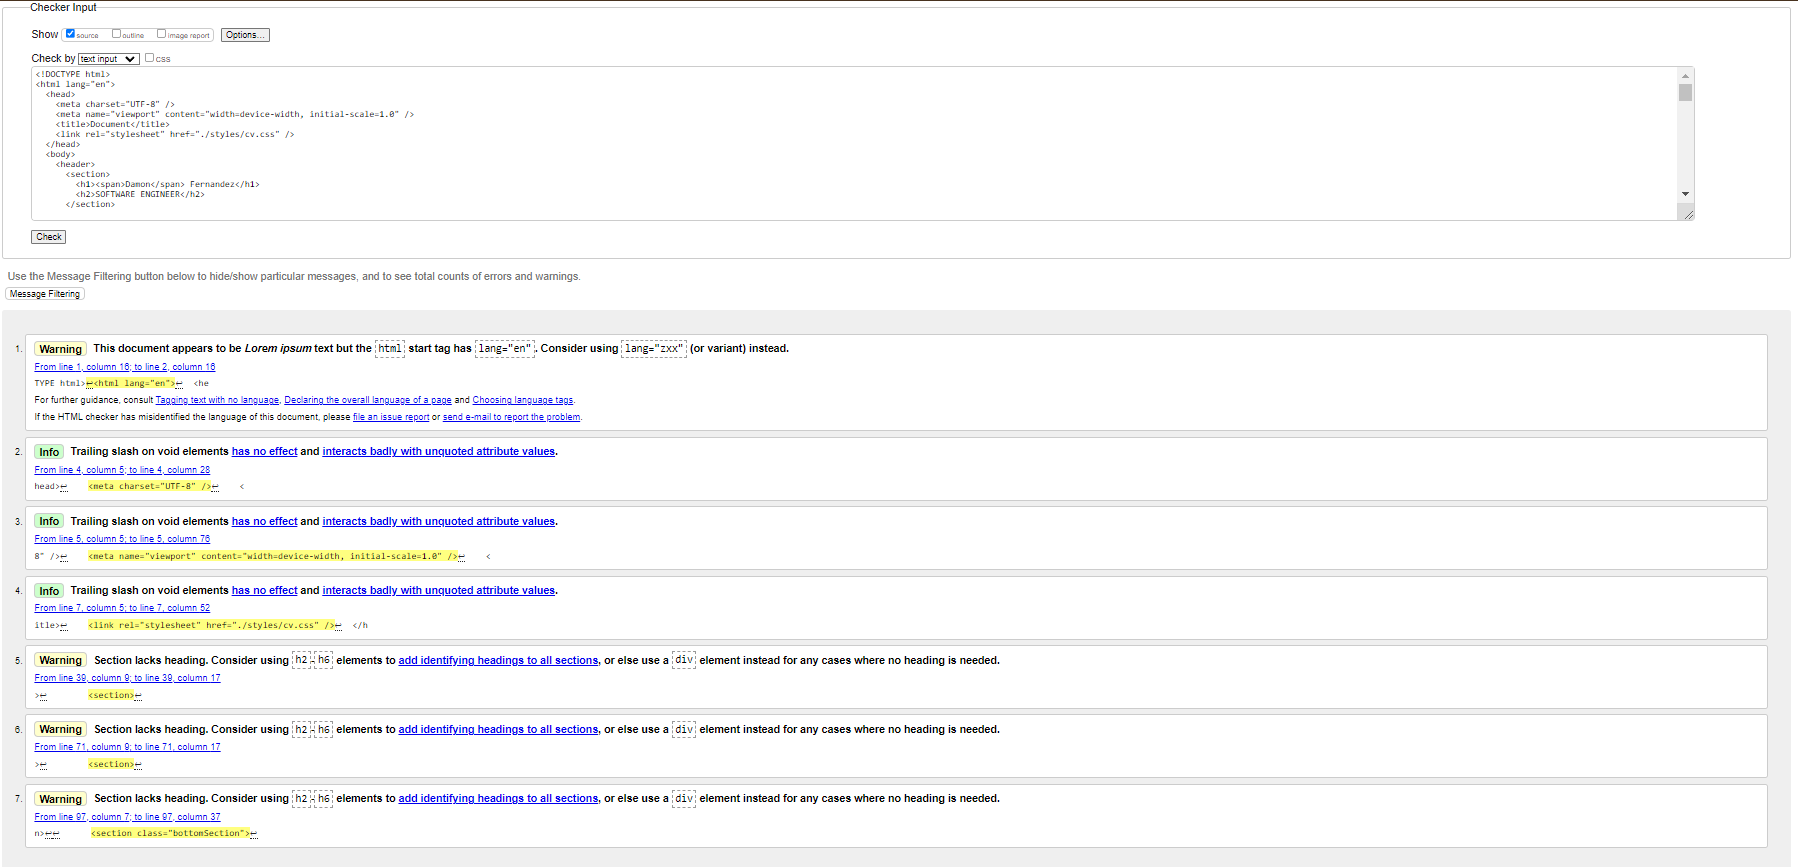 Checker Input
Show source outline image report Options...
Check by text input css
<!DOCTYPE html>
<html lang="en">
<head>
<meta charset="UTF-8" />
<meta name="viewport" content="width=device-width, initial-scale=1.0" />
<title>Document</title>
<link rel="stylesheet" href="./styles/cv.css" />
</head>
<body>
<header>
<section>
<h1><span>Damon</span> Fernandez</h1>
<h2>SOFTWARE ENGINEER</h2>
</section>
Check
Use the Message Filtering button below to hide/show particular messages, and to see total counts of errors and warnings.
Message Filtering
1. Warning This document appears to be Lorem ipsum text but the html start tag has lang="en". Consider using lang="zxx" (or variant) instead.
From line 1, column 16; to line 2, column 16
TYPE html>↩<html lang="en">↩ <he
For further guidance, consult Tagging text with no language, Declaring the overall language of a page and Choosing language tags.
If the HTML checker has misidentified the language of this document, please file an issue report or send e-mail to report the problem.
2. Info Trailing slash on void elements has no effect and interacts badly with unquoted attribute values.
From line 4, column 5; to line 4, column 28
head>↩ <meta charset="UTF-8" />↩ <
3. Info Trailing slash on void elements has no effect and interacts badly with unquoted attribute values.
From line 5, column 5; to line 5, column 76
8" />↩ <meta name="viewport" content="width=device-width, initial-scale=1.0" />↩ <
4. Info Trailing slash on void elements has no effect and interacts badly with unquoted attribute values.
From line 7, column 5; to line 7, column 52
itle>↩ <link rel="stylesheet" href="./styles/cv.css" />↩ </h
5. Warning Section lacks heading. Consider using h2-h6 elements to add identifying headings to all sections, or else use a div element instead for any cases where no heading is needed.
From line 39, column 9; to line 39, column 17
>↩ <section>↩
6. Warning Section lacks heading. Consider using h2-h6 elements to add identifying headings to all sections, or else use a div element instead for any cases where no heading is needed.
From line 71, column 9; to line 71, column 17
>↩ <section>↩
7. Warning Section lacks heading. Consider using h2-h6 elements to add identifying headings to all sections, or else use a div element instead for any cases where no heading is needed.
From line 97, column 7; to line 97, column 37
n>↩↩ <section class="bottomSection">↩